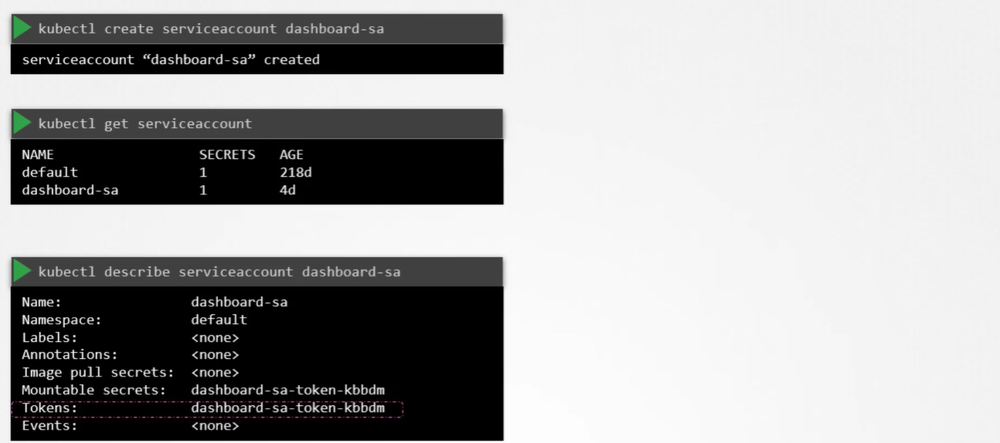 kubectl create serviceaccount dashboard-sa
serviceaccount “dashboard-sa” created
kubectl get serviceaccount
NAME SECRETS AGE
default 1 218d
dashboard-sa 1 4d
kubectl describe serviceaccount dashboard-sa
Name: dashboard-sa
Namespace: default
Labels: <none>
Annotations: <none>
Image pull secrets: <none>
Mountable secrets: dashboard-sa-token-kbbdm
Tokens: dashboard-sa-token-kbbdm
Events: <none>